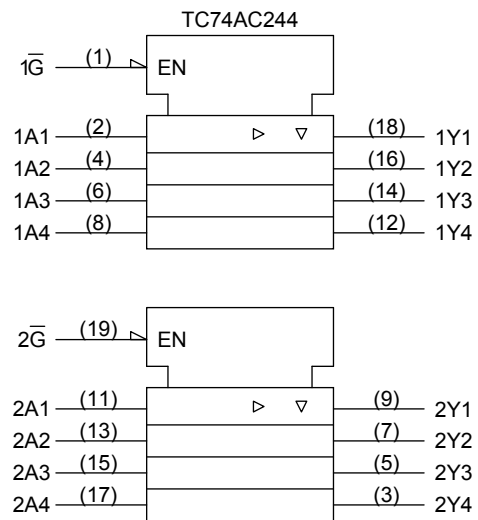 TC74AC244
1G̅ (1) EN
1A1 (2) (18) 1Y1
1A2 (4) (16) 1Y2
1A3 (6) (14) 1Y3
1A4 (8) (12) 1Y4
2G̅ (19) EN
2A1 (11) (9) 2Y1
2A2 (13) (7) 2Y2
2A3 (15) (5) 2Y3
2A4 (17) (3) 2Y4